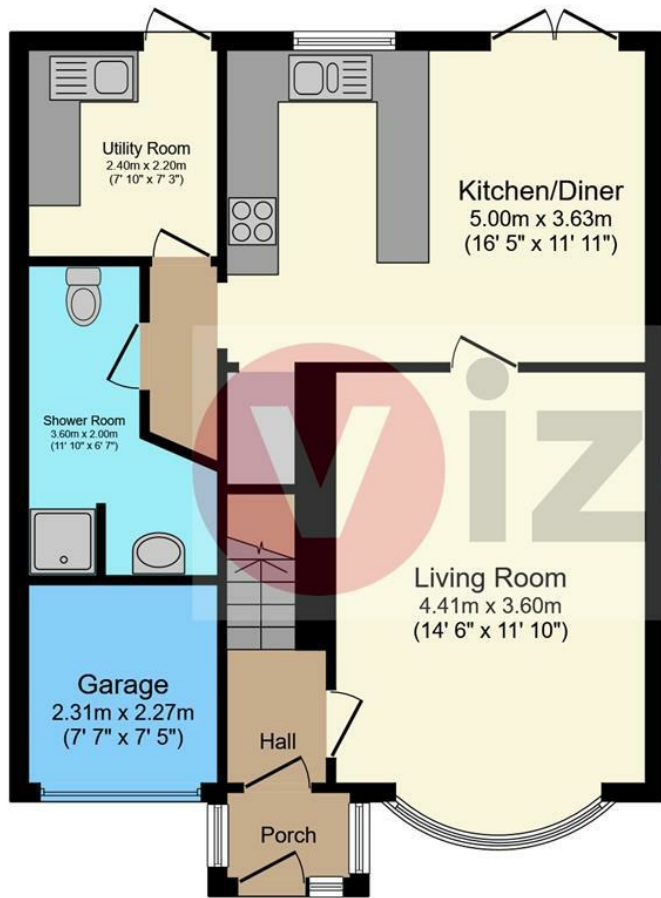 Utility Room
2.40m x 2.20m
(7' 10" x 7' 3")
Kitchen/Diner
5.00m x 3.63m
(16' 5" x 11' 11")
Shower Room
3.60m x 2.00m
(11' 10" x 6' 7")
Viz
Living Room
4.41m x 3.60m
(14' 6" x 11' 10")
Garage
2.31m x 2.27m
(7' 7" x 7' 5")
Hall
Porch